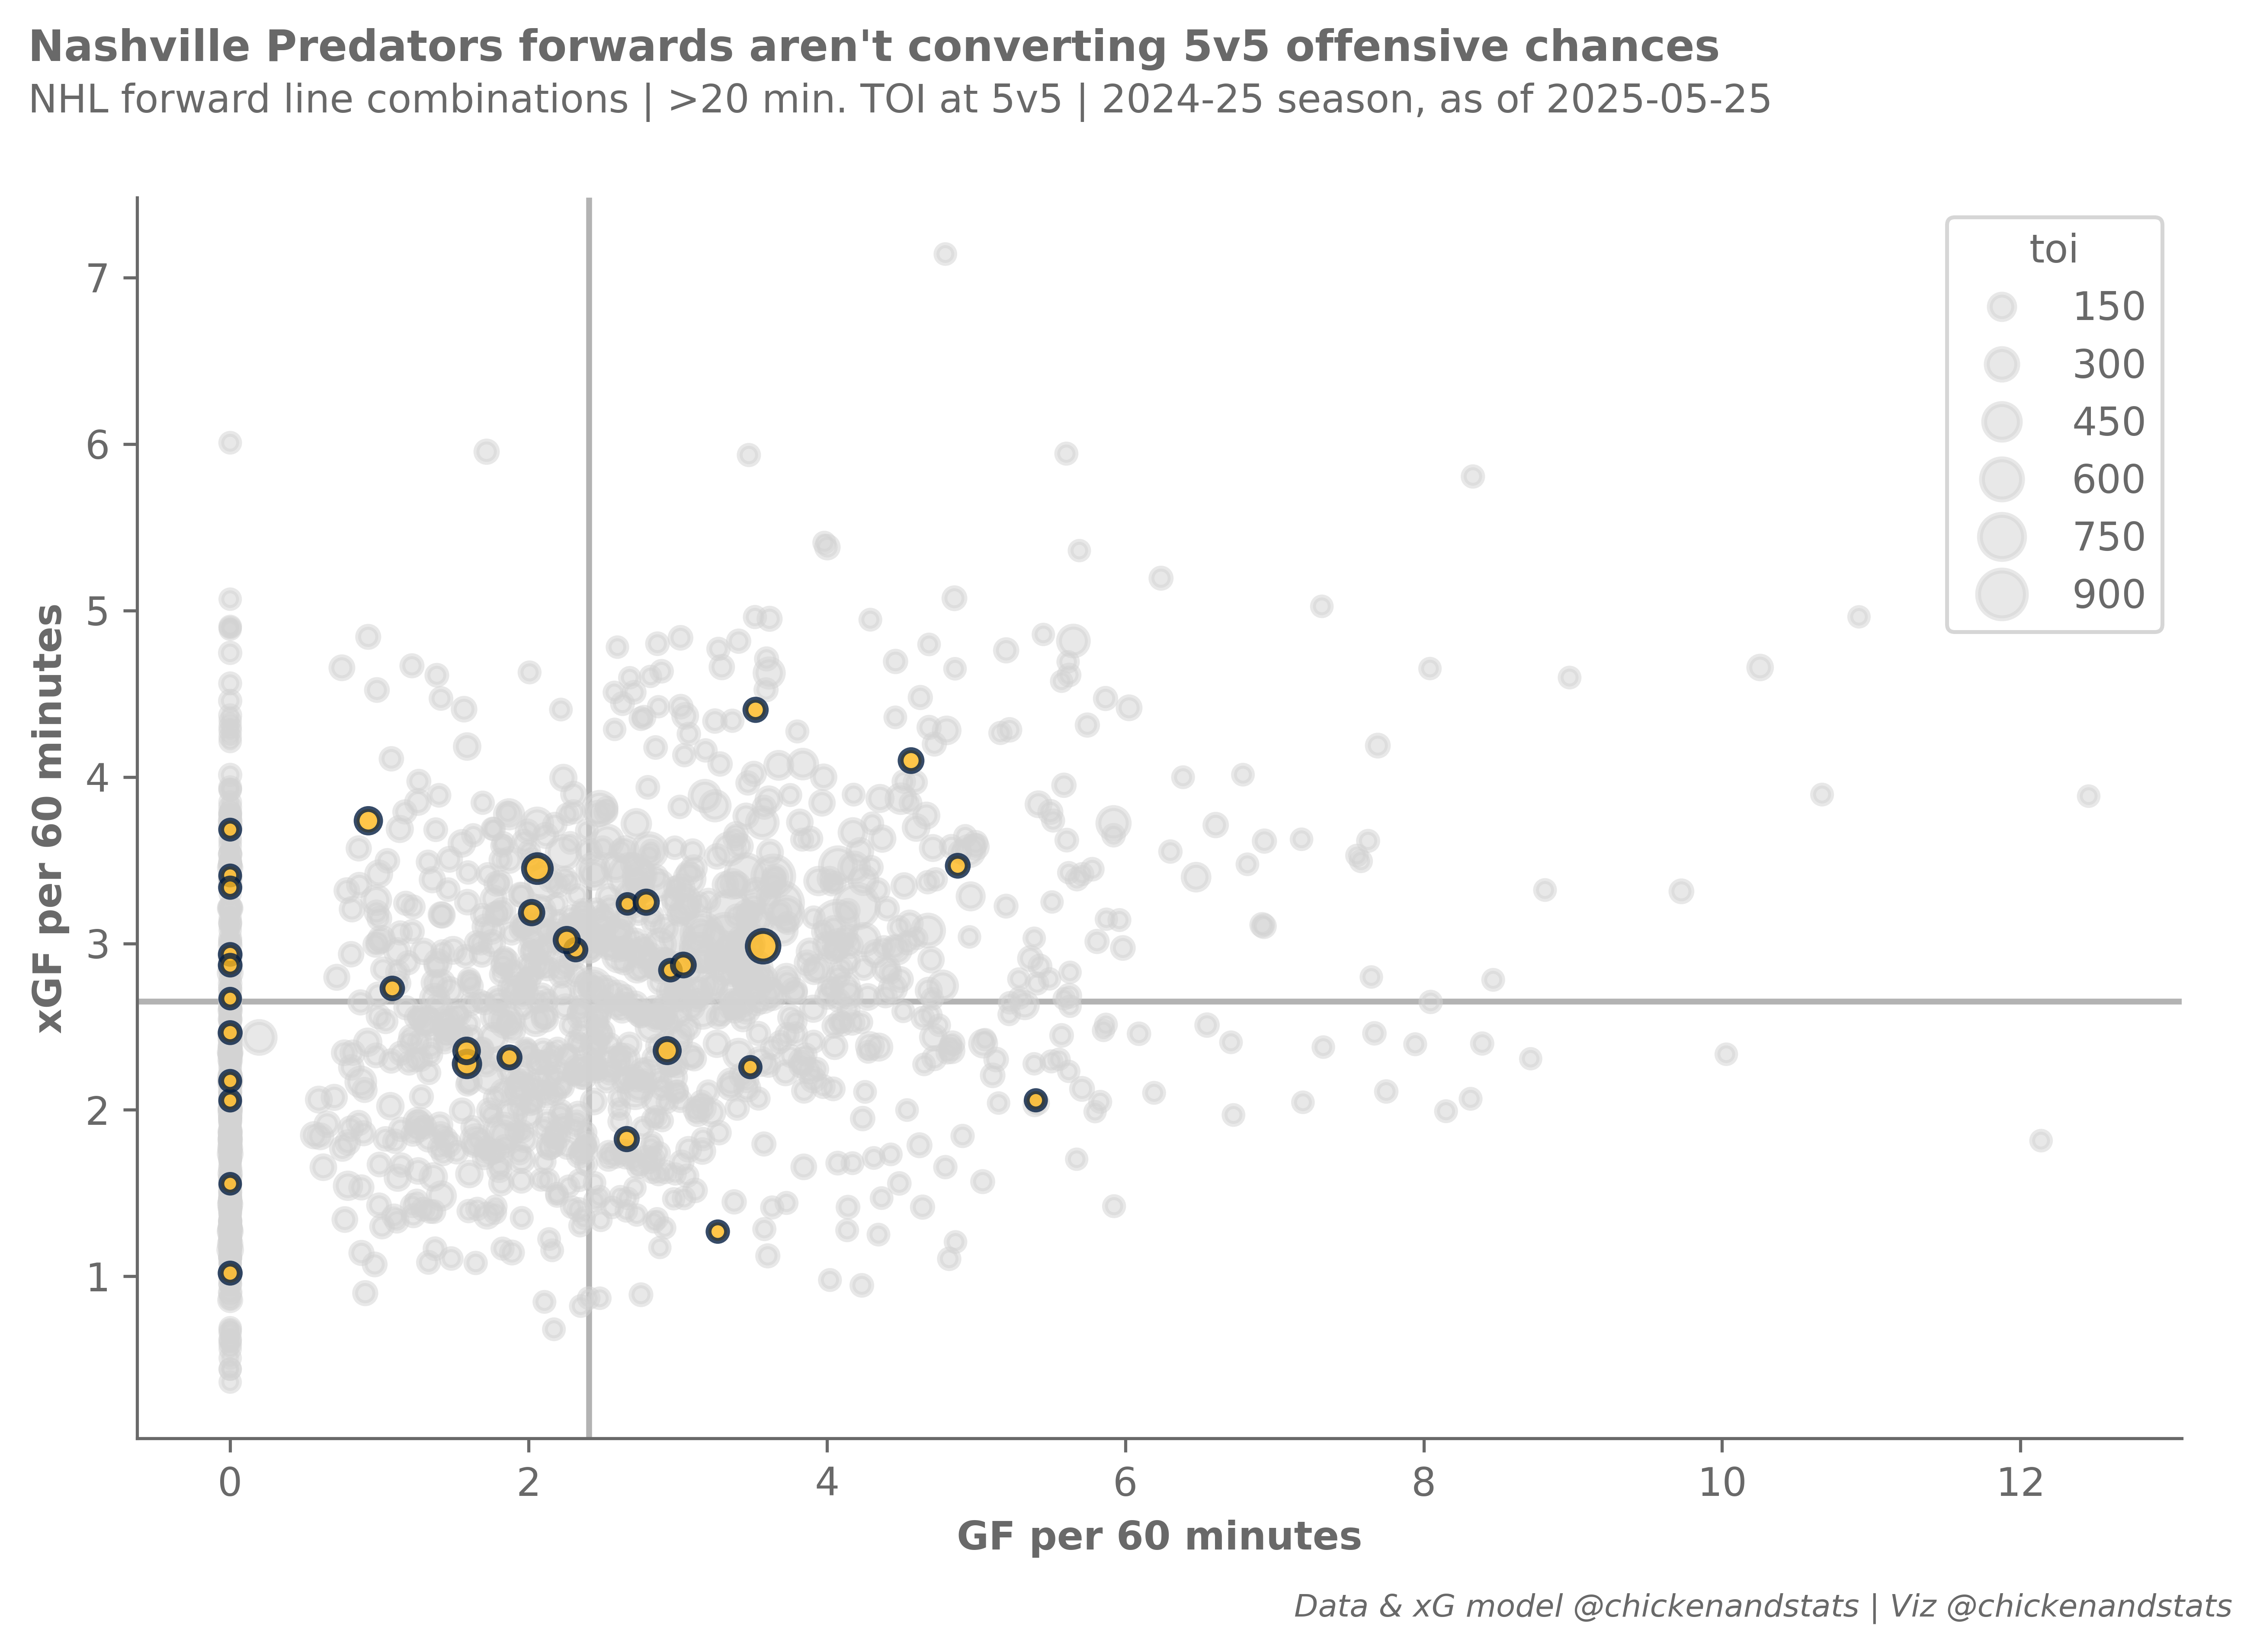 Nashville Predators forwards aren't converting 5v5 offensive chances
NHL forward line combinations | >20 min. TOI at 5v5 | 2024-25 season, as of 2025-05-25
toi
150
300
450
600
750
900
7
6
5
4
3
2
1
xGF per 60 minutes
0 2 4 6 8 10 12
GF per 60 minutes
Data & xG model @chickenandstats | Viz @chickenandstats